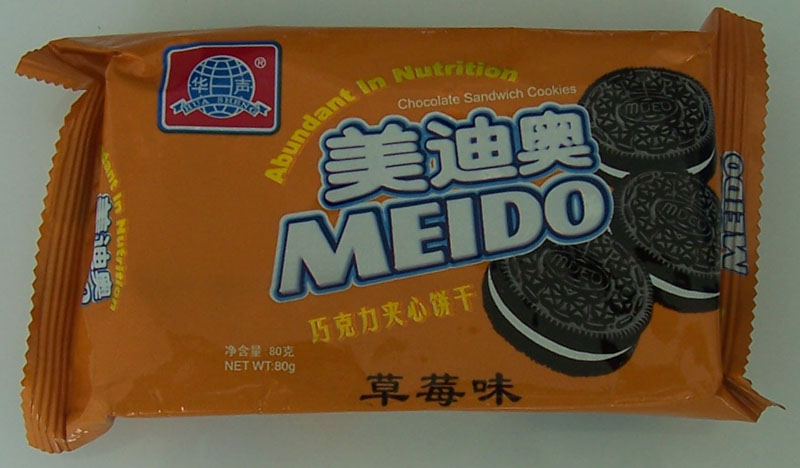 华声
®
HUA SHENG
Abundant In Nutrition
Chocolate Sandwich Cookies
美迪奥
MEIDO
巧克力夹心饼干
净含量 80克
NET WT:80g
草莓味
ant In Nutrition
美迪奥
MEIDO